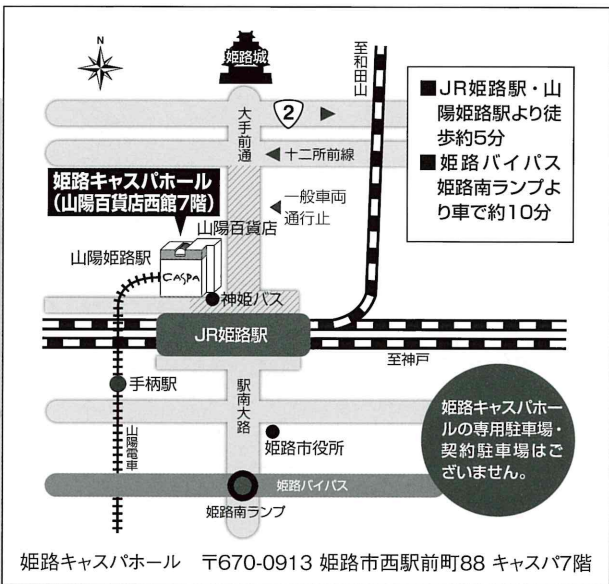 N
姫路城
至和田山
■JR姫路駅・山
陽姫路駅より徒
歩約5分
■姫路バイパス
姫路南ランプよ
り車で約10分
2
大手前通
十二所前線
姫路キャスパホール
(山陽百貨店西館7階)
一般車両
通行止
山陽百貨店
山陽姫路駅
CASPA
神姫バス
JR姫路駅
至神戸
手柄駅
駅南大路
山陽電車
姫路市役所
姫路キャスパホー
ルの専用駐車場・
契約駐車場はご
ざいません。
姫路バイパス
姫路南ランプ
姫路キャスパホール 〒670-0913 姫路市西駅前町88 キャスパ7階